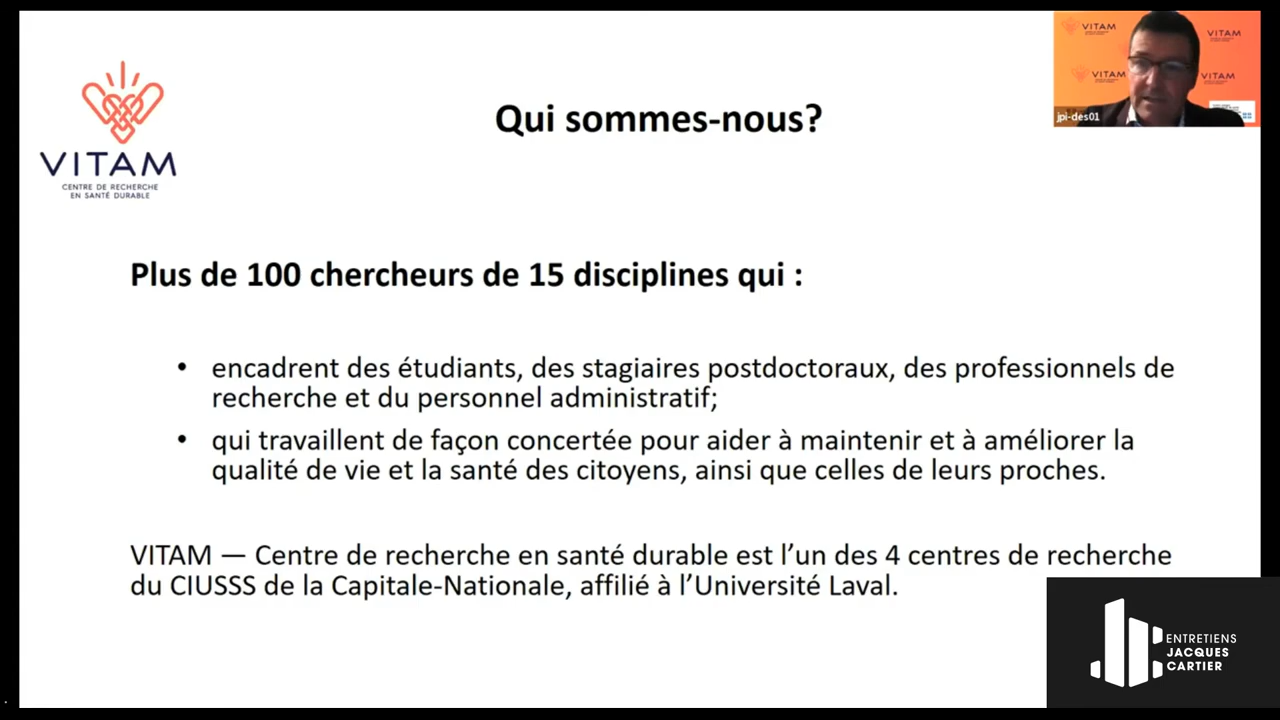 VITAM
CENTRE DE RECHERCHE
EN SANTÉ DURABLE
Qui sommes-nous?
VITAM
VITAM
VITAM
VITAM
jpi-des01
Plus de 100 chercheurs de 15 disciplines qui :
• encadrent des étudiants, des stagiaires postdoctoraux, des professionnels de
recherche et du personnel administratif;
• qui travaillent de façon concertée pour aider à maintenir et à améliorer la
qualité de vie et la santé des citoyens, ainsi que celles de leurs proches.
VITAM — Centre de recherche en santé durable est l’un des 4 centres de recherche
du CIUSSS de la Capitale-Nationale, affilié à l’Université Laval.
ENTRETIENS
JACQUES
CARTIER